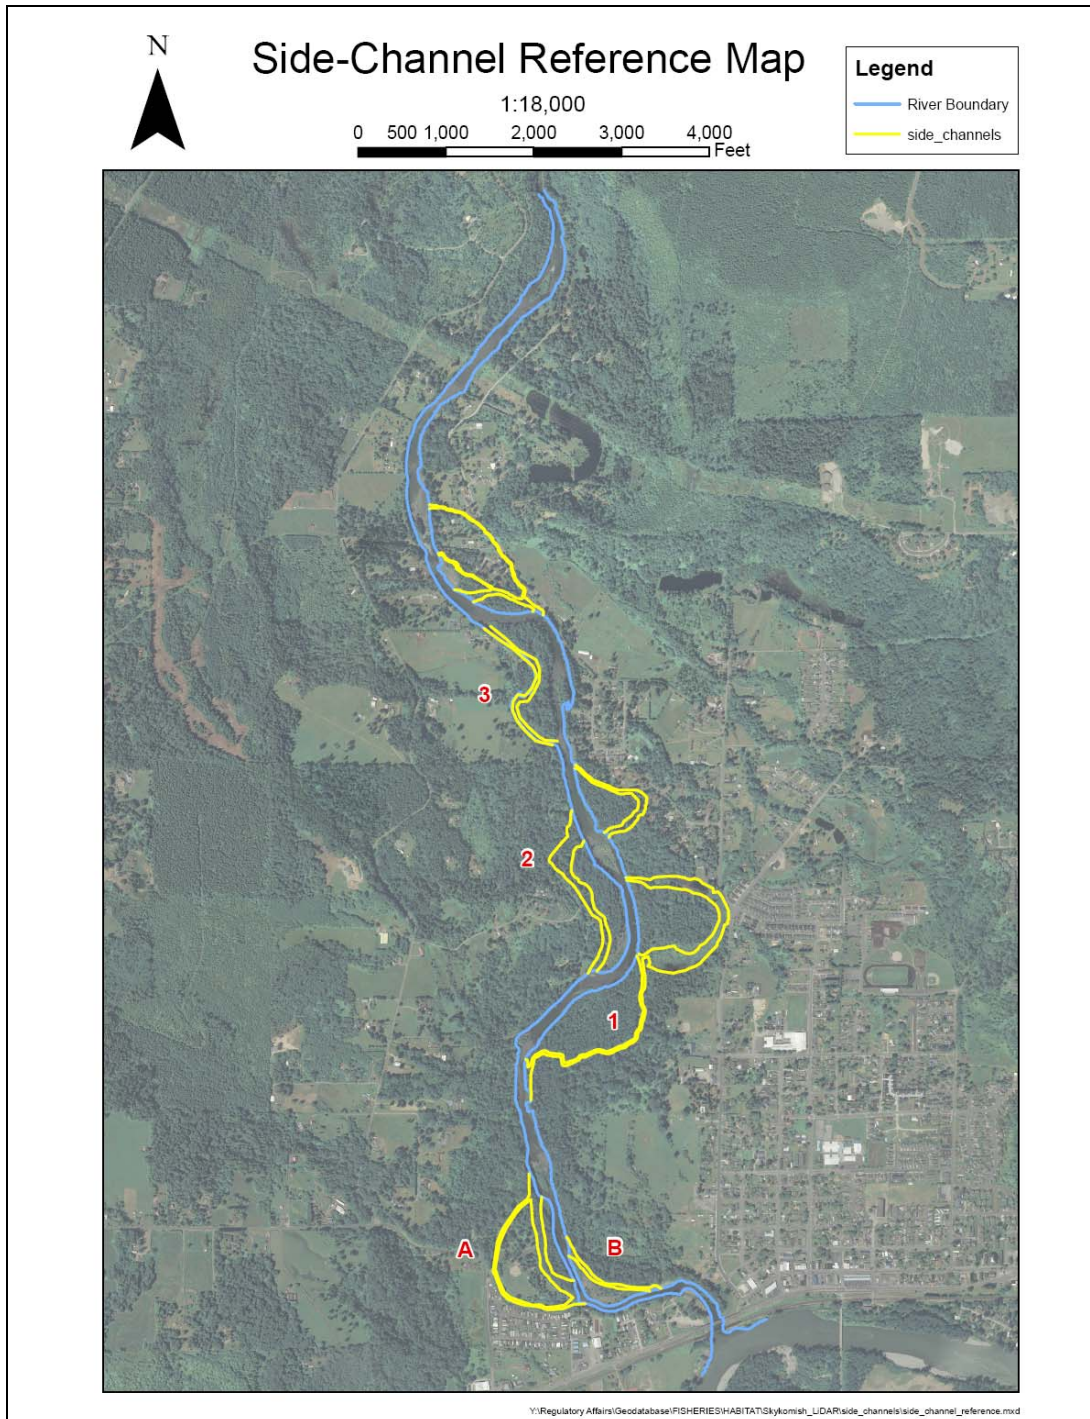 N
Side-Channel Reference Map
1:18,000
0 500 1,000 2,000 3,000 4,000
Feet
Legend
River Boundary
side_channels
3
2
1
A
B
Y:\Regulatory Affairs\Geodatabase\FISHERIES\HABITAT\Skykomish_LiDAR\side_channels\side_channel_reference.mxd